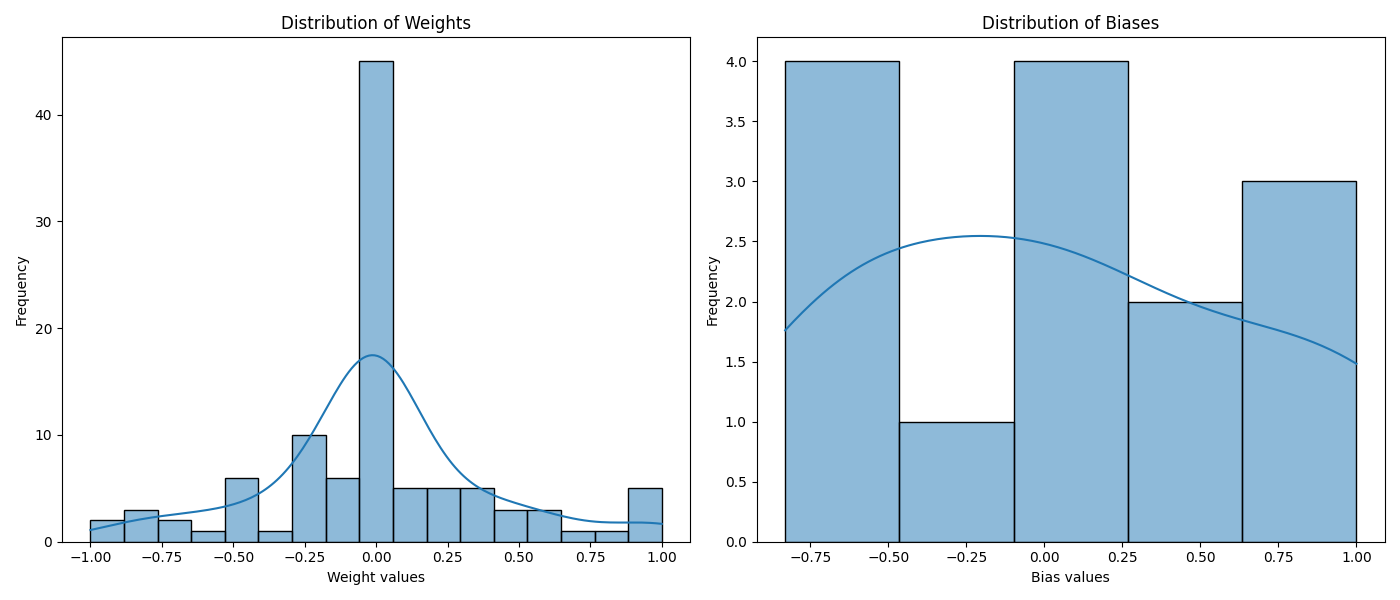 Distribution of Weights
Frequency
40
30
20
10
0
−1.00 −0.75 −0.50 −0.25 0.00 0.25 0.50 0.75 1.00
Weight values
Distribution of Biases
Frequency
4.0
3.5
3.0
2.5
2.0
1.5
1.0
0.5
0.0
−0.75 −0.50 −0.25 0.00 0.25 0.50 0.75 1.00
Bias values